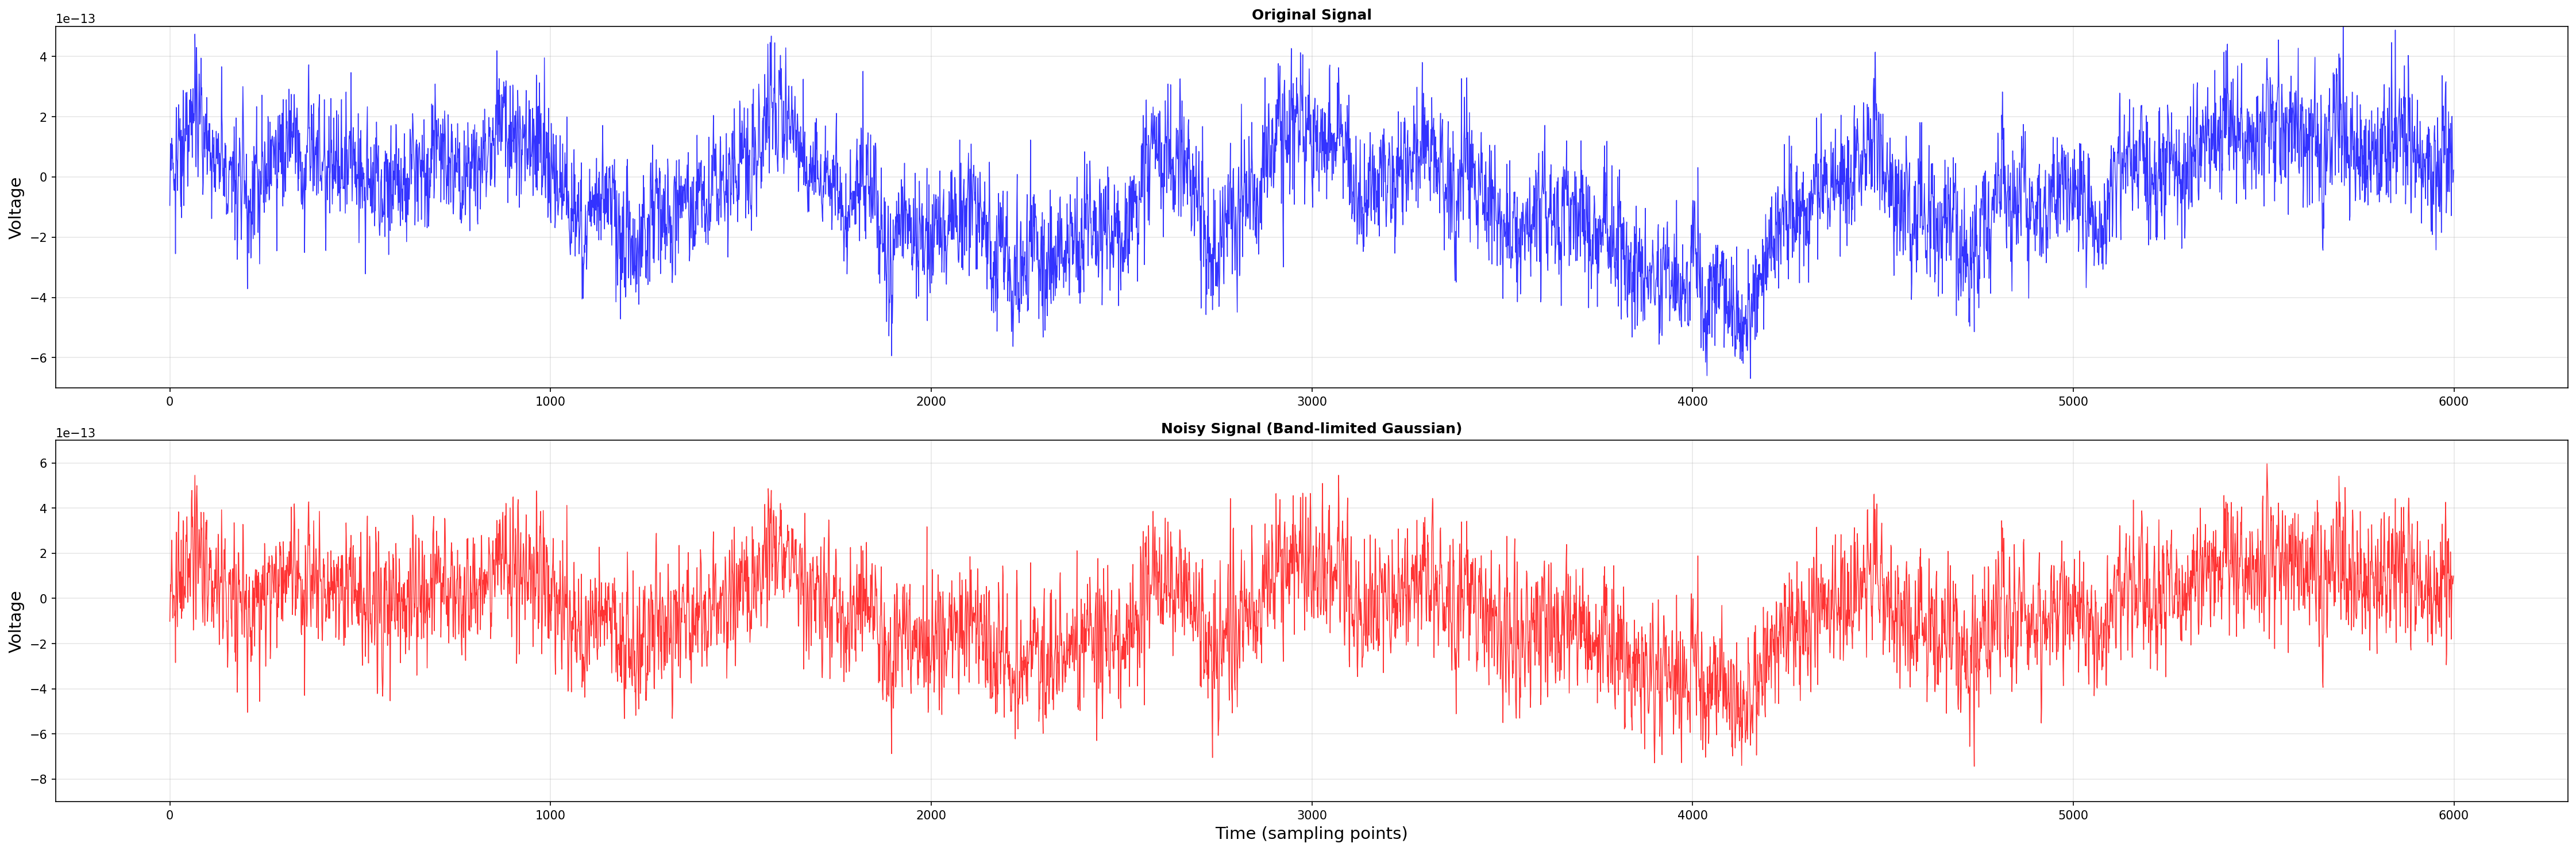 Original Signal
1e−13
4
2
0
−2
−4
−6
Voltage
0 1000 2000 3000 4000 5000 6000
Noisy Signal (Band-limited Gaussian)
1e−13
6
4
2
0
−2
−4
−6
−8
Voltage
0 1000 2000 3000 4000 5000 6000
Time (sampling points)